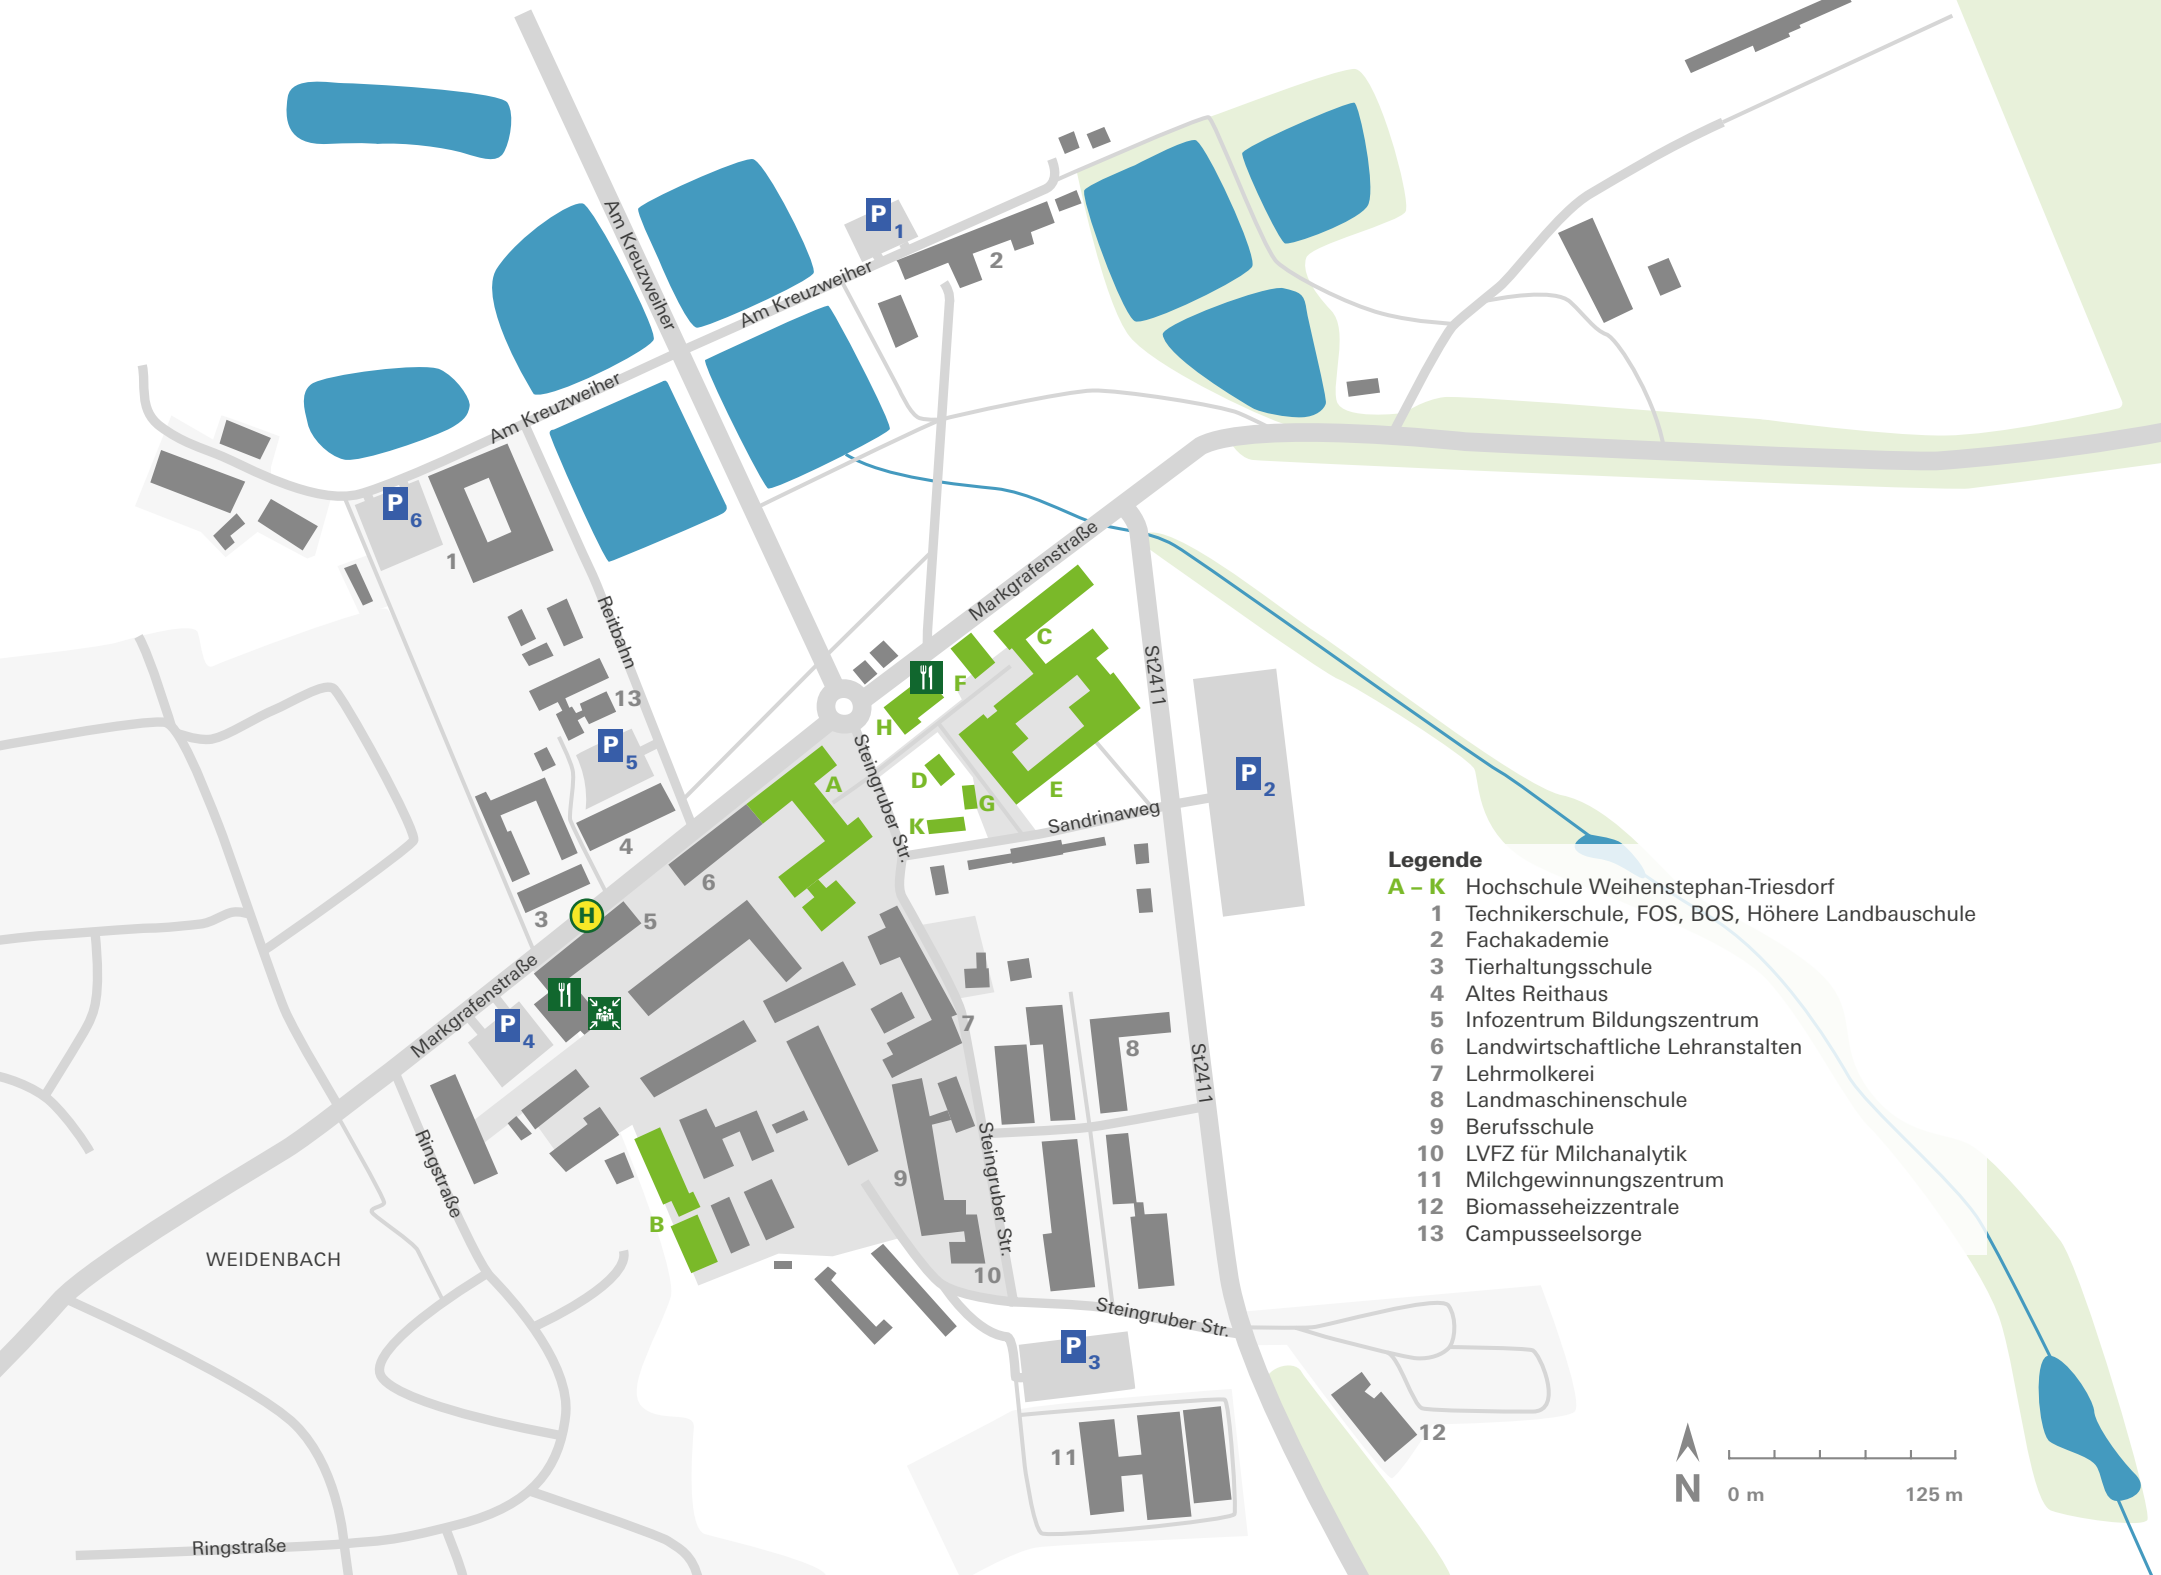 Am Kreuzweiher
P 1
2
Am Kreuzweiher
Am Kreuzweiher
P 6
1
Markgrafenstraße
Reitbahn
C
St2411
F
13
H
P 5
Steingruber Str.
A
D
E
P 2
G
Sandrinaweg
K
4
6
3
H
5
Markgrafenstraße
P 4
7
8
St2411
Ringstraße
9
Steingruber Str.
B
WEIDENBACH
10
Steingruber Str.
P 3
12
11
Ringstraße
Legende
A – K Hochschule Weihenstephan-Triesdorf
1 Technikerschule, FOS, BOS, Höhere Landbauschule
2 Fachakademie
3 Tierhaltungsschule
4 Altes Reithaus
5 Infozentrum Bildungszentrum
6 Landwirtschaftliche Lehranstalten
7 Lehrmolkerei
8 Landmaschinenschule
9 Berufsschule
10 LVFZ für Milchanalytik
11 Milchgewinnungszentrum
12 Biomasseheizzentrale
13 Campusseelsorge
N
0 m 125 m